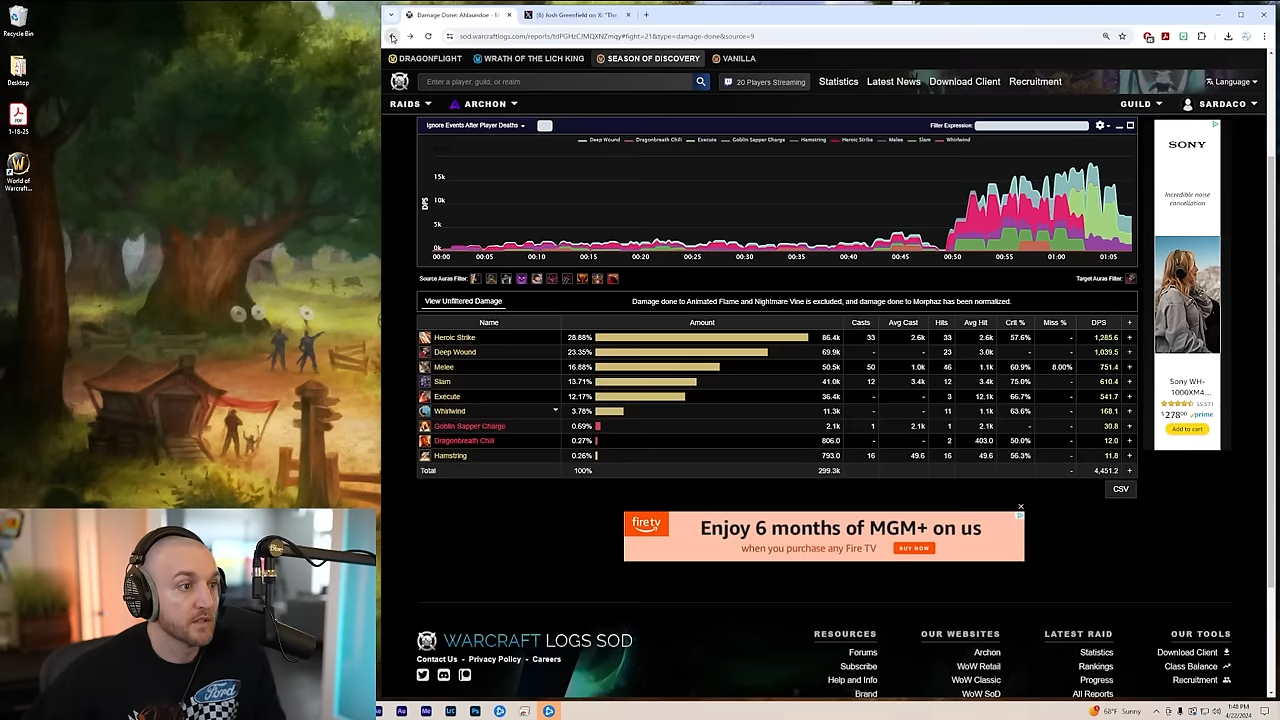 Recycle Bin
Desktop
1-18-25
World of Warcraft...
Damage Done: Ahlaundoe - 
(6) Josh Greenfield on X: "The
sod.warcraftlogs.com/reports/
DRAGONFLIGHT WRATH OF THE LICH KING SEASON OF DISCOVERY VANILLA
Enter a player, guild, or realm
20 Players Streaming
Statistics Latest News Download Client Recruitment
Language
RAIDS ARCHON GUILD SARDACO
Ignore Events After Player Deaths
Filter Expression:
Deep Wound Dragonbreath Chili Execute Goblin Sapper Charge Hamstring Heroic Strike Melee Slam Whirlwind
15k
10k
5k
0k
DPS
00:00 00:05 00:10 00:15 00:20 00:25 00:30 00:35 00:40 00:45 00:50 00:55 01:00 01:05
Source Auras Filter: Target Auras Filter:
View Unfiltered Damage
Damage done to Animated Flame and Nightmare Vine is excluded, and damage done to Morphaz has been normalized.
Name Amount Casts Avg Cast Hits Avg Hit Crit % Miss % DPS +
Heroic Strike 28.88% 86.4k 33 2.6k 33 2.6k 57.6% - 1,285.6 +
Deep Wound 23.35% 69.9k - - 23 3.0k - - 1,039.5 +
Melee 16.88% 50.5k 50 1.0k 46 1.1k 60.9% 8.00% 751.4 +
Slam 13.71% 41.0k 12 3.4k 12 3.4k 75.0% - 610.4 +
Execute 12.17% 36.4k - - 3 12.1k 66.7% - 541.7 +
Whirlwind 3.78% 11.3k - - 11 1.1k 63.6% - 168.1 +
Goblin Sapper Charge 0.69% 2.1k 1 2.1k 1 2.1k - - 30.8 +
Dragonbreath Chili 0.27% 806.0 - - 2 403.0 50.0% - 12.0 +
Hamstring 0.26% 793.0 16 49.6 16 49.6 56.3% - 11.8 +
Total 100% 299.3k - 4,451.2 +
CSV
SONY
Incredible noise
cancellation
Sony WH-
1000XM4...
$278 prime
Add to cart
fire tv
Enjoy 6 months of MGM+ on us
when you purchase any Fire TV BUY NOW
WARCRAFT LOGS SOD
Contact Us - Privacy Policy - Careers
RESOURCES OUR WEBSITES LATEST RAID OUR TOOLS
Forums Archon Statistics Download Client
Subscribe WoW Retail Rankings Class Balance
Help and Info WoW Classic Progress Recruitment
Brand WoW SoD All Reports
Ford
Au Me Lrc Ps
68°F Sunny
1:48 PM
4/22/2024